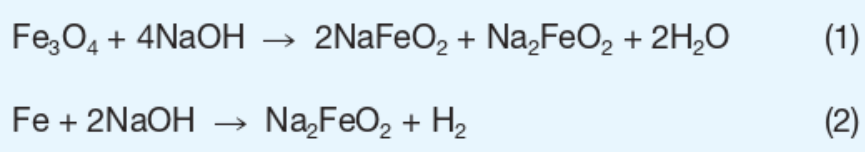 Fe₃O₄ + 4NaOH → 2NaFeO₂ + Na₂FeO₂ + 2H₂O (1)
Fe + 2NaOH → Na₂FeO₂ + H₂ (2)